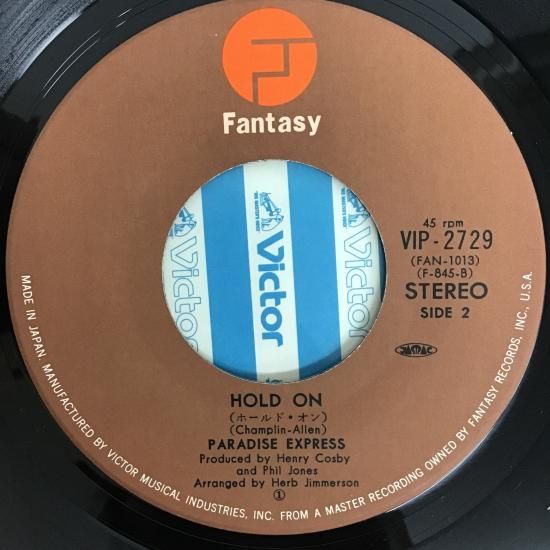 Fantasy
Victor
Victor
Victor
45 rpm
VIP-2729
(FAN-1013)
(F-845-B)
STEREO
SIDE 2
JASRAC
HOLD ON
(ホールド・オン)
(Champlin-Allen)
PARADISE EXPRESS
Produced by Henry Cosby
and Phil Jones
Arranged by Herb Jimmerson
①
MADE IN JAPAN. MANUFACTURED BY VICTOR MUSICAL INDUSTRIES, INC. FROM A MASTER RECORDING OWNED BY FANTASY RECORDS, INC., U.S.A.